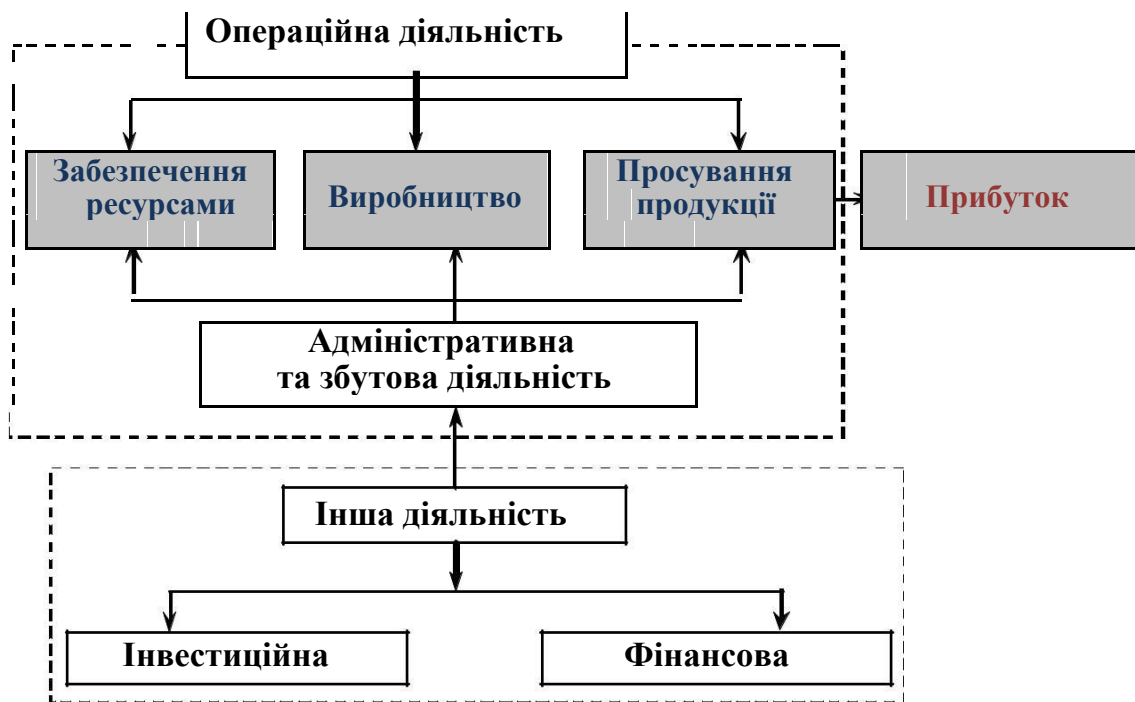 Операційна діяльність
Забезпечення
ресурсами
Виробництво
Просування
продукції
Прибуток
Адміністративна
та збутова діяльність
Інша діяльність
Інвестиційна
Фінансова